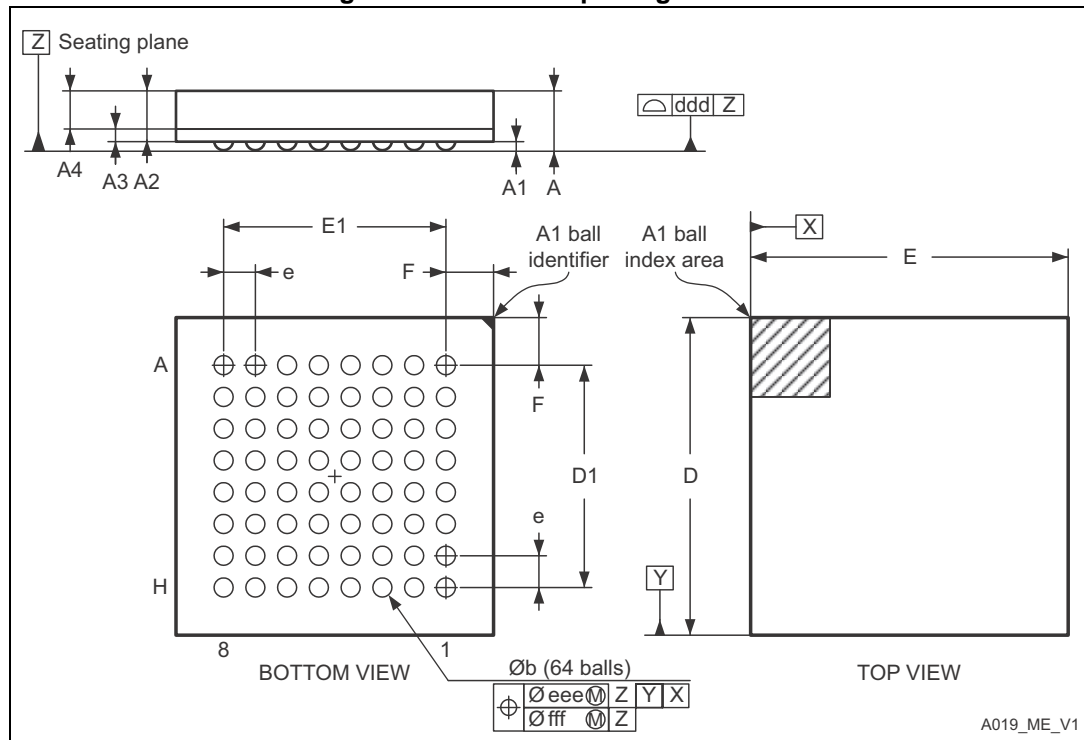 Z Seating plane
ddd Z
A4
A3 A2
A1
A
E1
A1 ball
identifier
A1 ball
index area
X
E
e
F
A
F
D1
D
e
H
Y
8
1
BOTTOM VIEW
Øb (64 balls)
TOP VIEW
Ø eee Ⓜ Z Y X
Ø fff Ⓜ Z
A019_ME_V1